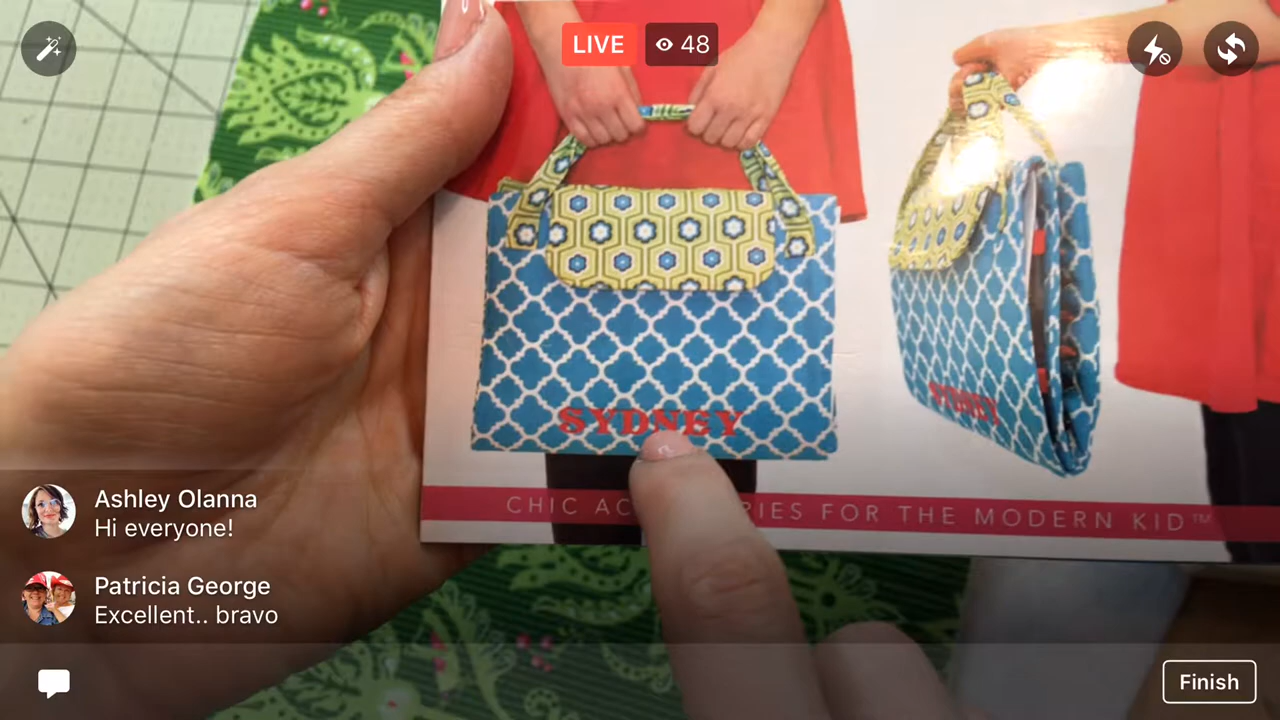 LIVE
48
SYDNEY
SYDNEY
CHIC AC RIES FOR THE MODERN KID™
Ashley Olanna
Hi everyone!
Patricia George
Excellent.. bravo
Finish